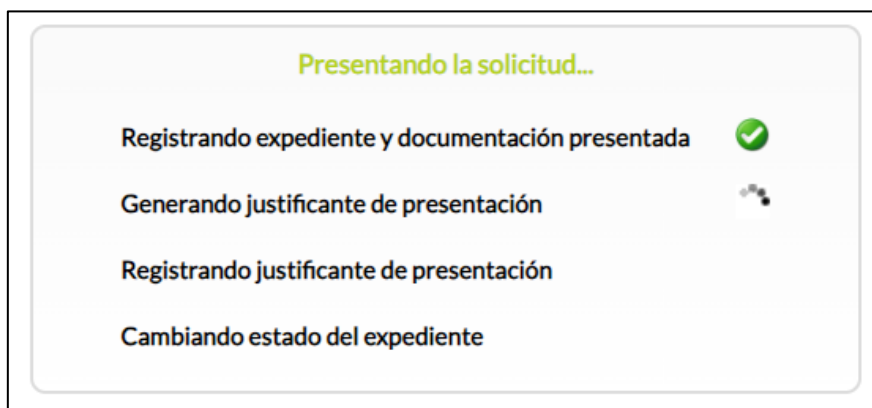 Presentando la solicitud...
Registrando expediente y documentación presentada
Generando justificante de presentación
Registrando justificante de presentación
Cambiando estado del expediente